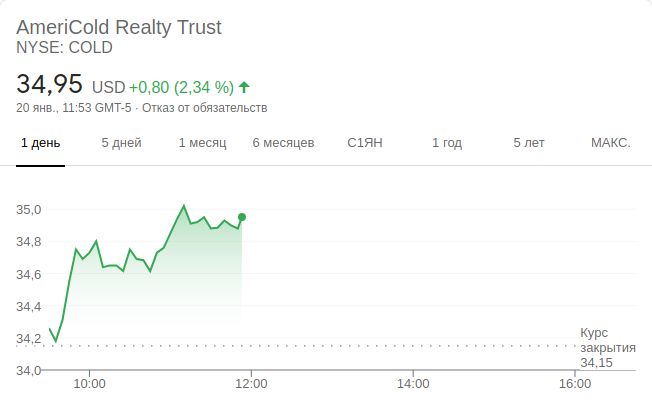 AmeriCold Realty Trust
NYSE: COLD
34,95 USD +0,80 (2,34 %)
20 янв., 11:53 GMT-5 · Отказ от обязательств
1 день 5 дней 1 месяц 6 месяцев С1ЯН 1 год 5 лет МАКС.
35,0
34,8
34,6
34,4
34,2
Курс
закрытия
34,15
34,0
10:00 12:00 14:00 16:00